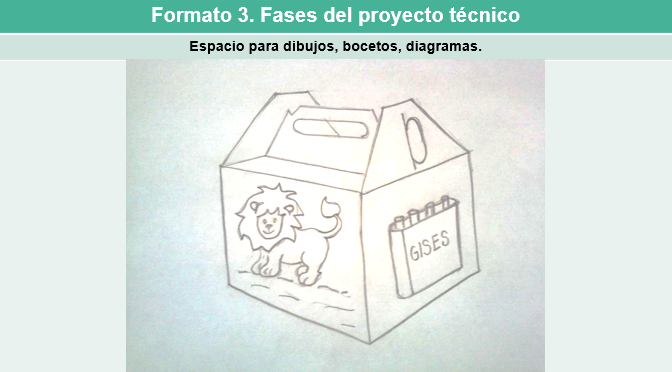 Formato 3. Fases del proyecto técnico
Espacio para dibujos, bocetos, diagramas.
GISES